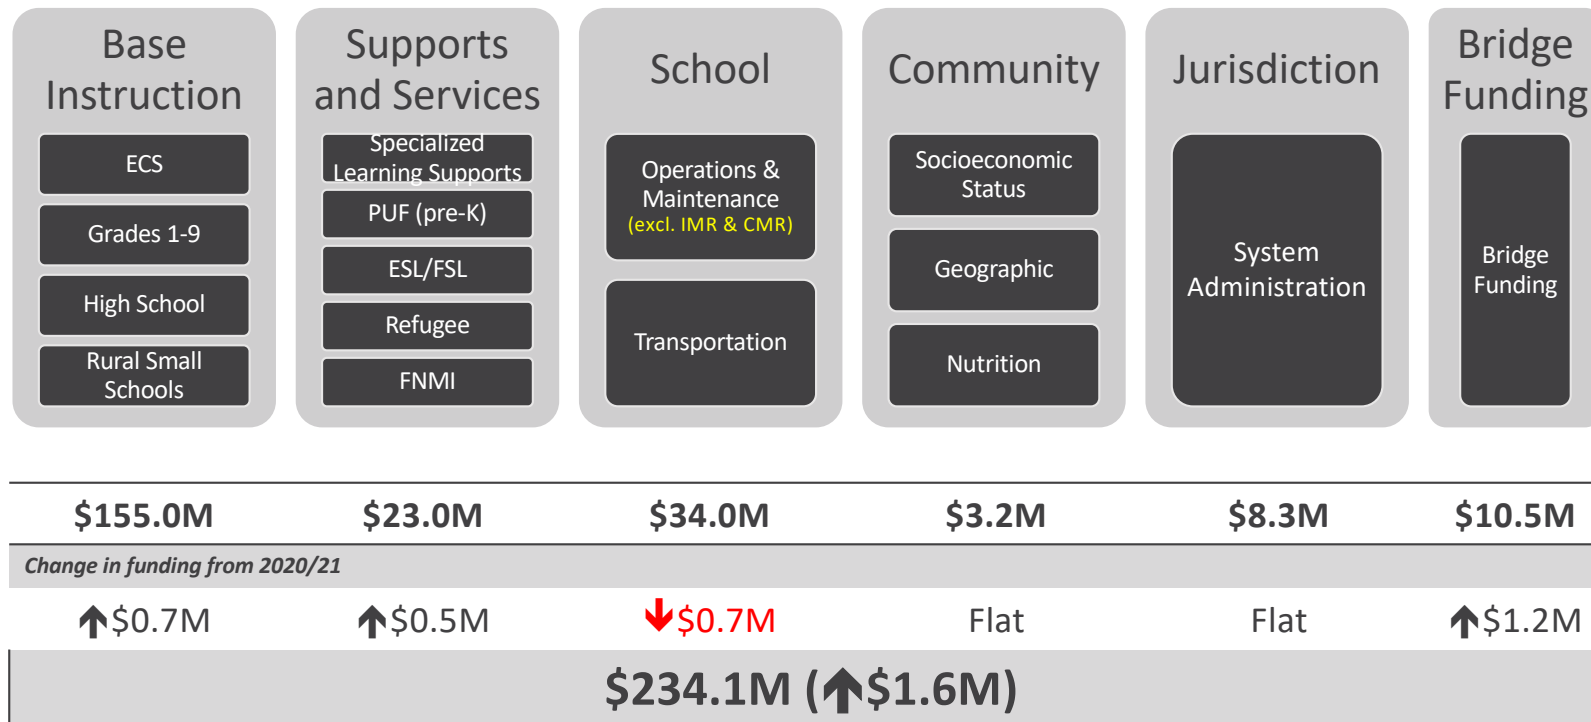 Base
Instruction
ECS
Grades 1-9
High School
Rural Small
Schools
Supports
and Services
Specialized
Learning Supports
PUF (pre-K)
ESL/FSL
Refugee
FNMI
School
Operations &
Maintenance
(excl. IMR & CMR)
Transportation
Community
Socioeconomic
Status
Geographic
Nutrition
Jurisdiction
System
Administration
Bridge
Funding
Bridge
Funding
$155.0M $23.0M $34.0M $3.2M $8.3M $10.5M
Change in funding from 2020/21
↑$0.7M ↑$0.5M ↓$0.7M Flat Flat ↑$1.2M
$234.1M (↑$1.6M)